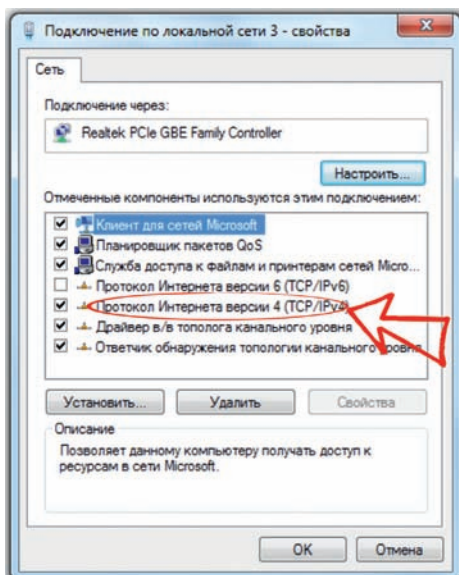 Подключение по локальной сети 3 - свойства
Сеть
Подключение через:
Realtek PCIe GBE Family Controller
Настроить...
Отмеченные компоненты используются этим подключением:
Клиент для сетей Microsoft
Планировщик пакетов QoS
Служба доступа к файлам и принтерам сетей Micro...
Протокол Интернета версии 6 (TCP/IPv6)
Протокол Интернета версии 4 (TCP/IPv4)
Драйвер в/в тополога канального уровня
Ответчик обнаружения топологии канального уровня
Установить...
Удалить
Свойства
Описание
Позволяет данному компьютеру получать доступ к
ресурсам в сети Microsoft.
OK
Отмена